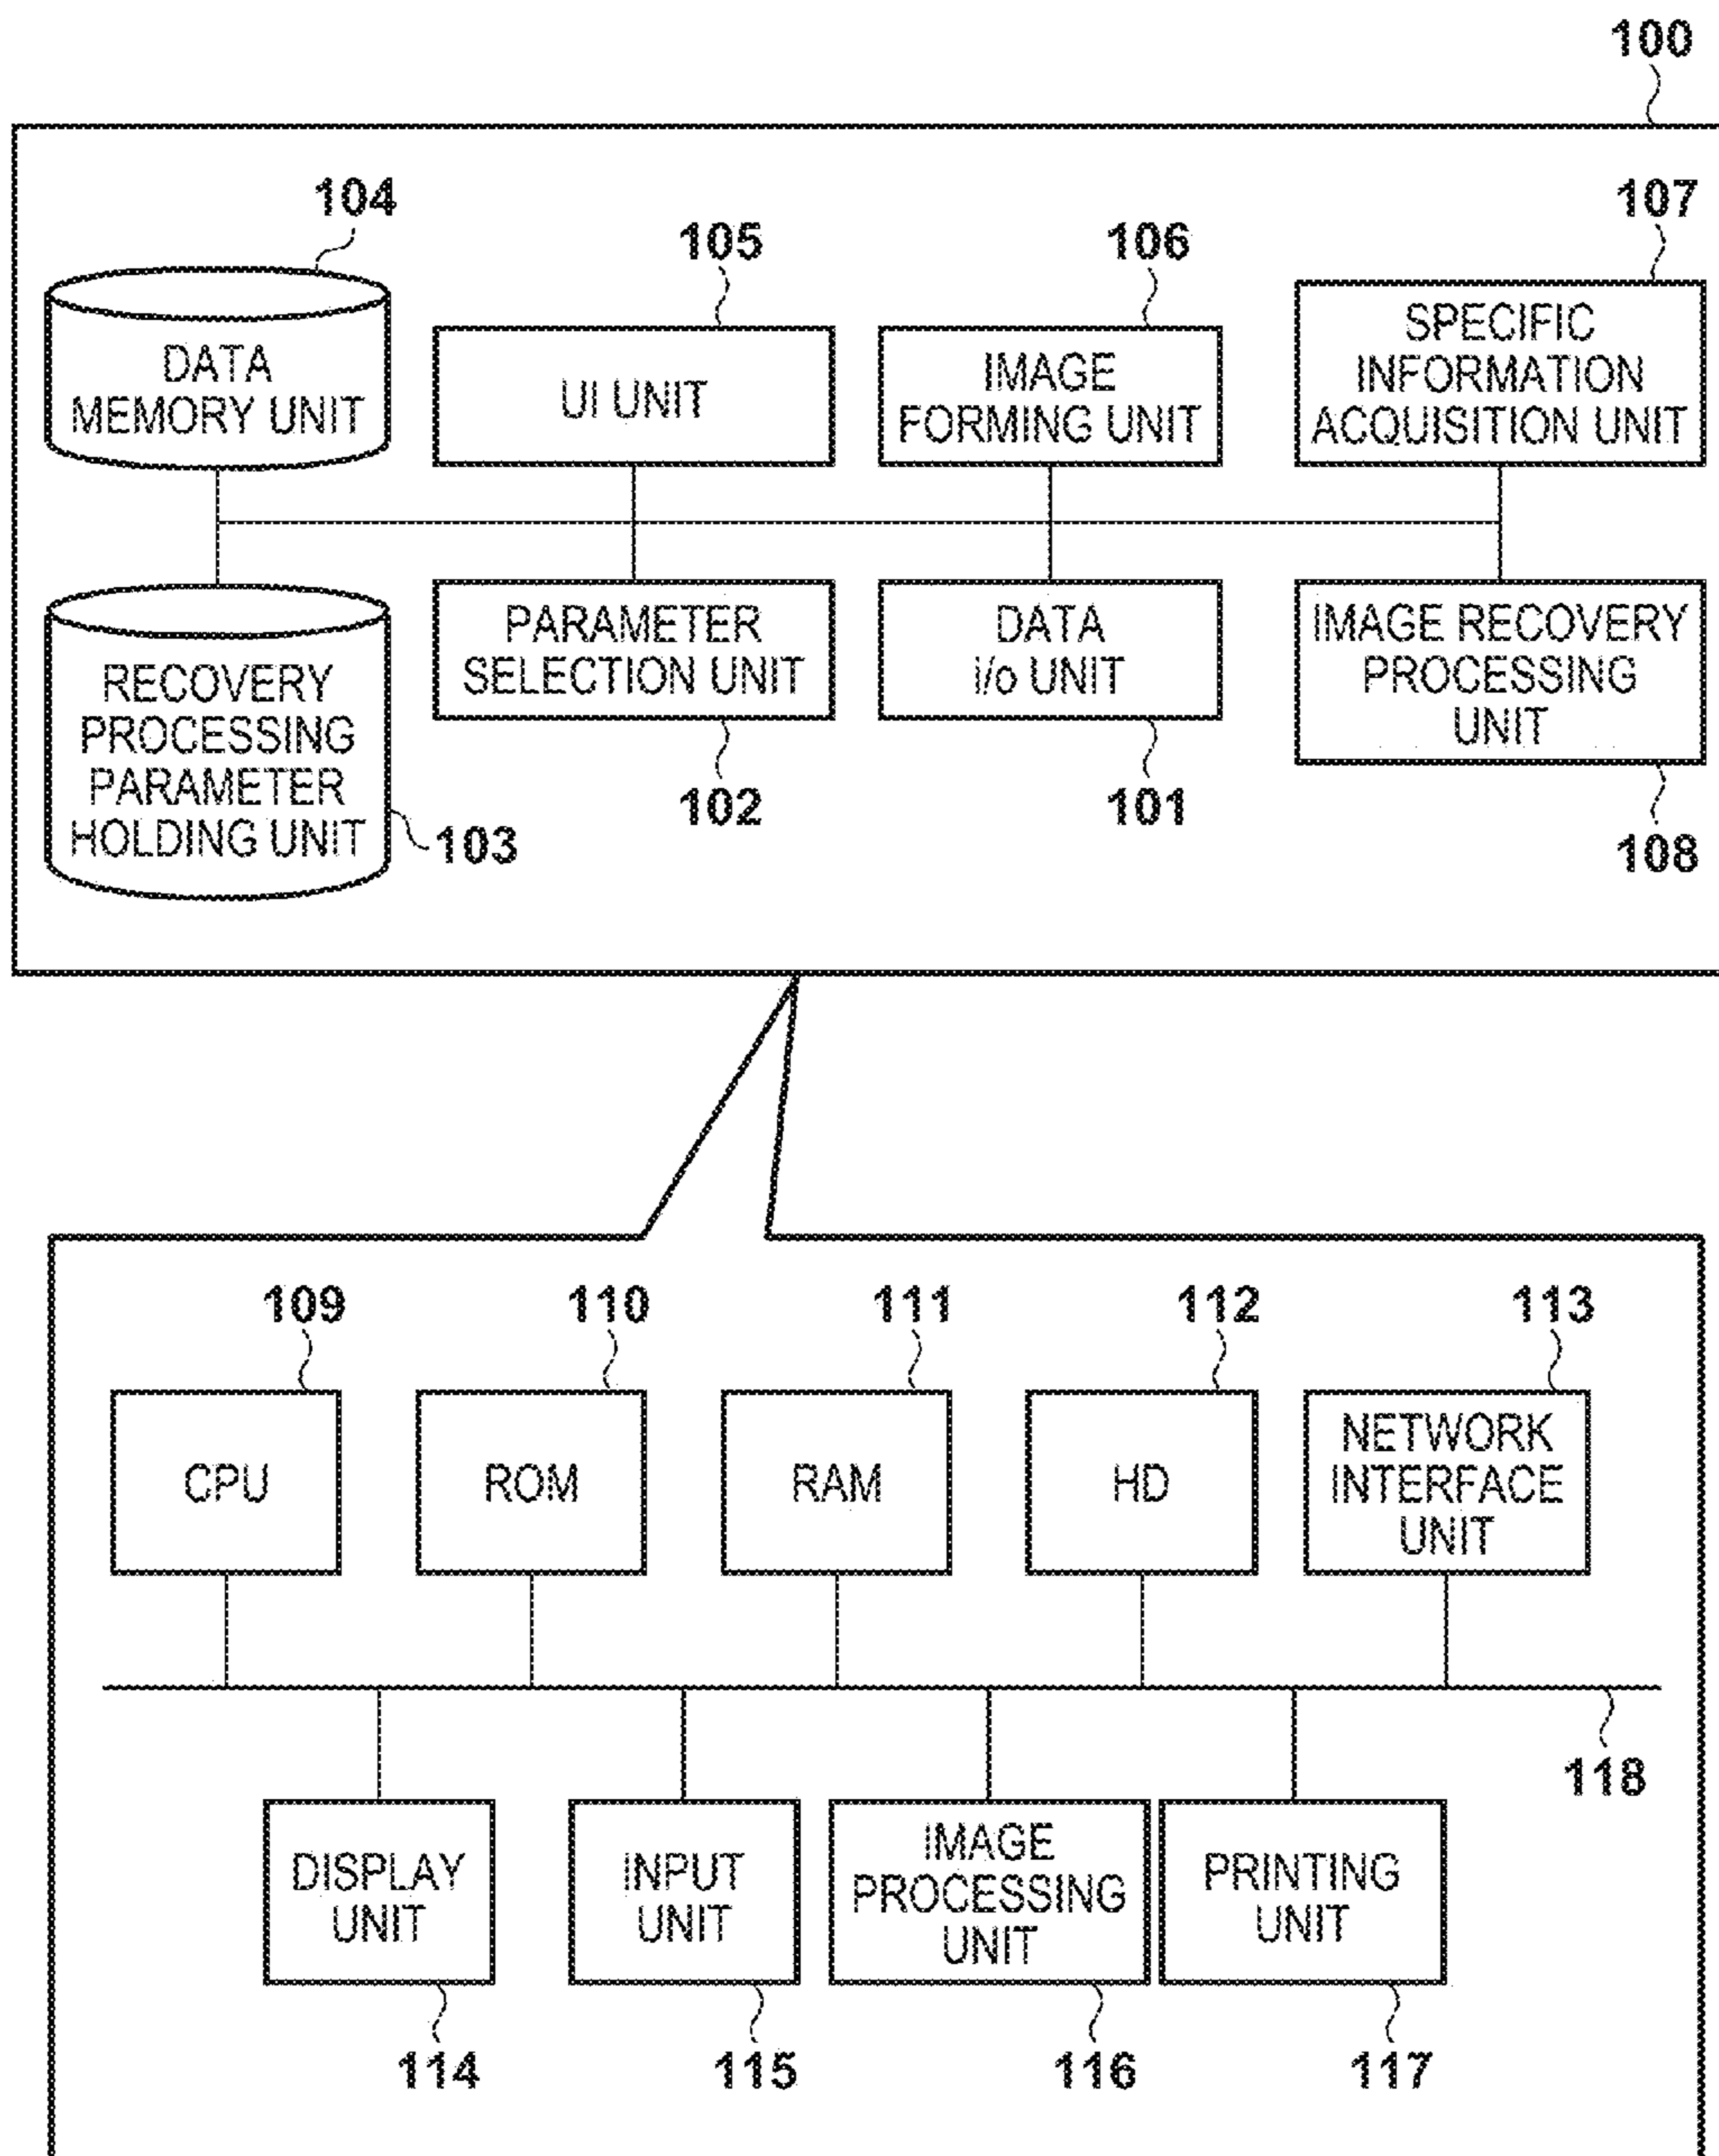 100
104
105
106
107
DATA
MEMORY UNIT
UI UNIT
IMAGE
FORMING UNIT
SPECIFIC
INFORMATION
ACQUISITION UNIT
RECOVERY
PROCESSING
PARAMETER
HOLDING UNIT
103
PARAMETER
SELECTION UNIT
102
DATA
i/o UNIT
101
IMAGE RECOVERY
PROCESSING
UNIT
108
109
110
111
112
113
CPU
ROM
RAM
HD
NETWORK
INTERFACE
UNIT
118
DISPLAY
UNIT
INPUT
UNIT
IMAGE
PROCESSING
UNIT
PRINTING
UNIT
114
115
116
117